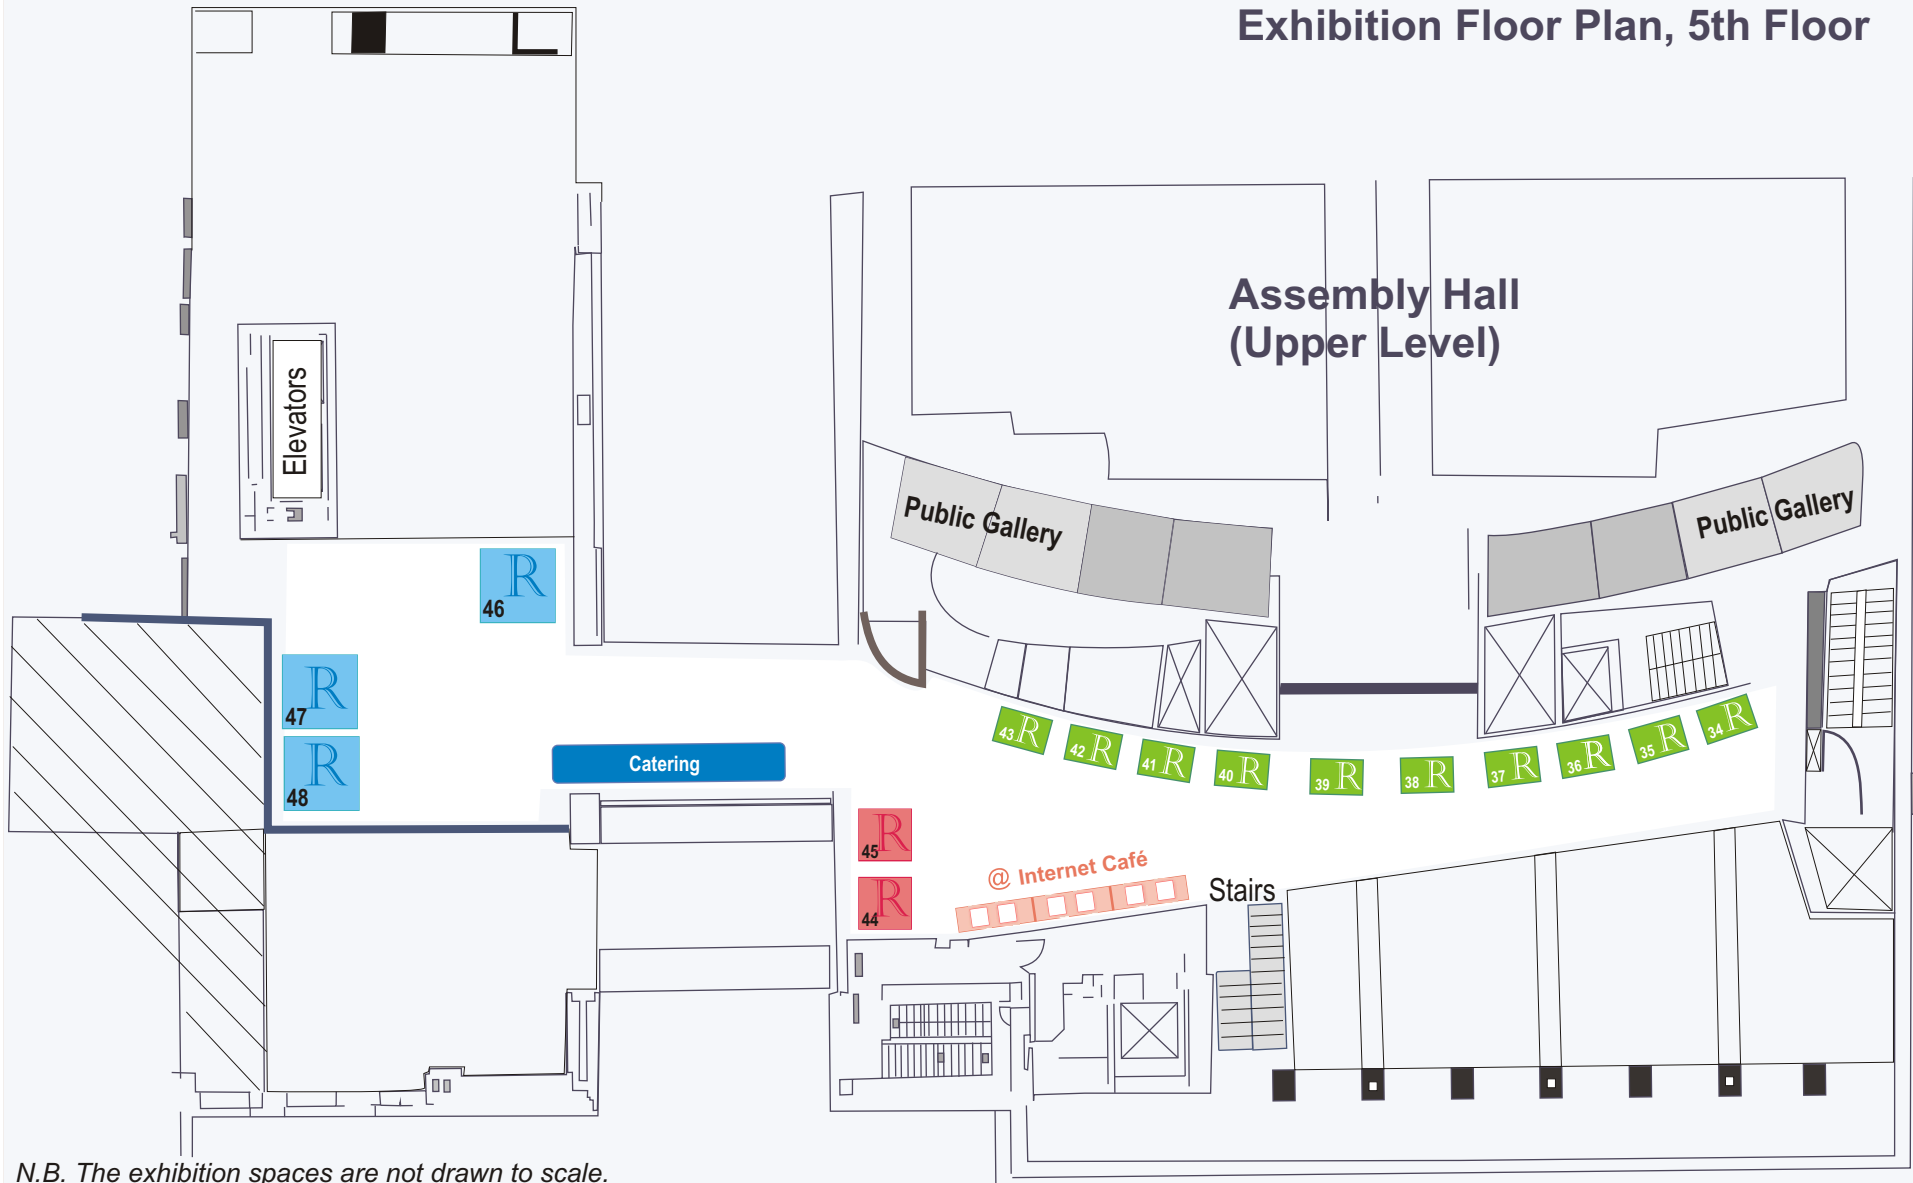 Exhibition Floor Plan, 5th Floor
Assembly Hall
(Upper Level)
Elevators
Public Gallery
Public Gallery
R
46
R
47
R
48
Catering
43 R
42 R
41 R
40 R
39 R
38 R
37 R
36 R
35 R
34 R
R
45
R
44
@ Internet Café
Stairs
N.B. The exhibition spaces are not drawn to scale.